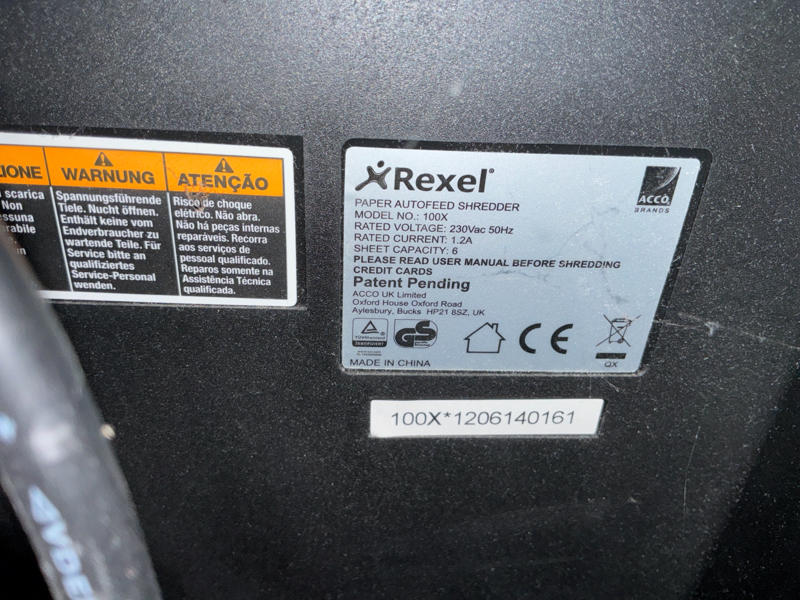 ZIONE
scarica
Non
essuna
rabile
in
WARNUNG
Spannungsführende
Tiele. Nucht öffnen.
Enthält keine vom
Endverbraucher zu
wartende Teile. Für
Service bitte an
qualifiziertes
Service-Personal
wenden.
ATENÇÃO
Risco de choque
elétrico. Não abra.
Não há peças internas
reparáveis. Recorra
aos serviços de
pessoal qualificado.
Reparos somente na
Assistência Técnica
qualificada.
Rexel®
ACCO
BRANDS
PAPER AUTOFEED SHREDDER
MODEL NO.: 100X
RATED VOLTAGE: 230Vac 50Hz
RATED CURRENT: 1.2A
SHEET CAPACITY: 6
PLEASE READ USER MANUAL BEFORE SHREDDING
CREDIT CARDS
Patent Pending
ACCO UK Limited
Oxford House Oxford Road
Aylesbury, Bucks HP21 8SZ, UK
GS
CE
QX
MADE IN CHINA
100X*1206140161
VDE